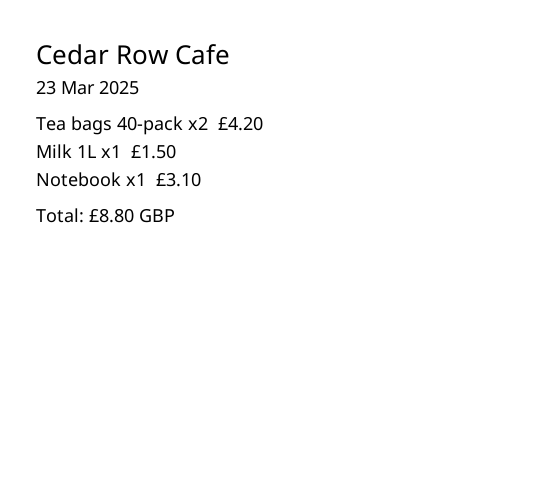 Cedar Row Cafe
23 Mar 2025
Tea bags 40-pack x2  £4.20
Milk 1L x1  £1.50
Notebook x1  £3.10
Total: £8.80 GBP